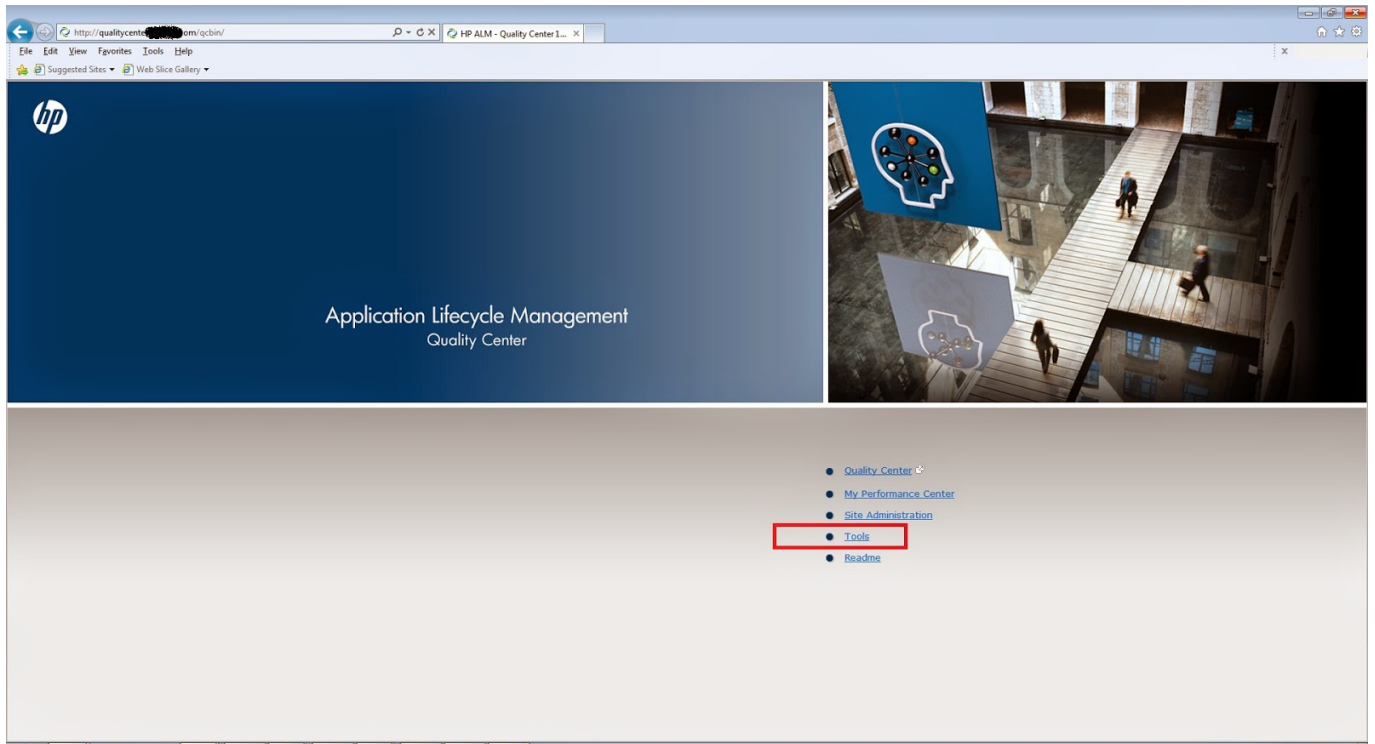 http://qualitycente om/qcbin/
HP ALM - Quality Center 1...
File Edit View Favorites Tools Help
x
Suggested Sites Web Slice Gallery
hp
Application Lifecycle Management
Quality Center
Quality Center
My Performance Center
Site Administration
Tools
Readme